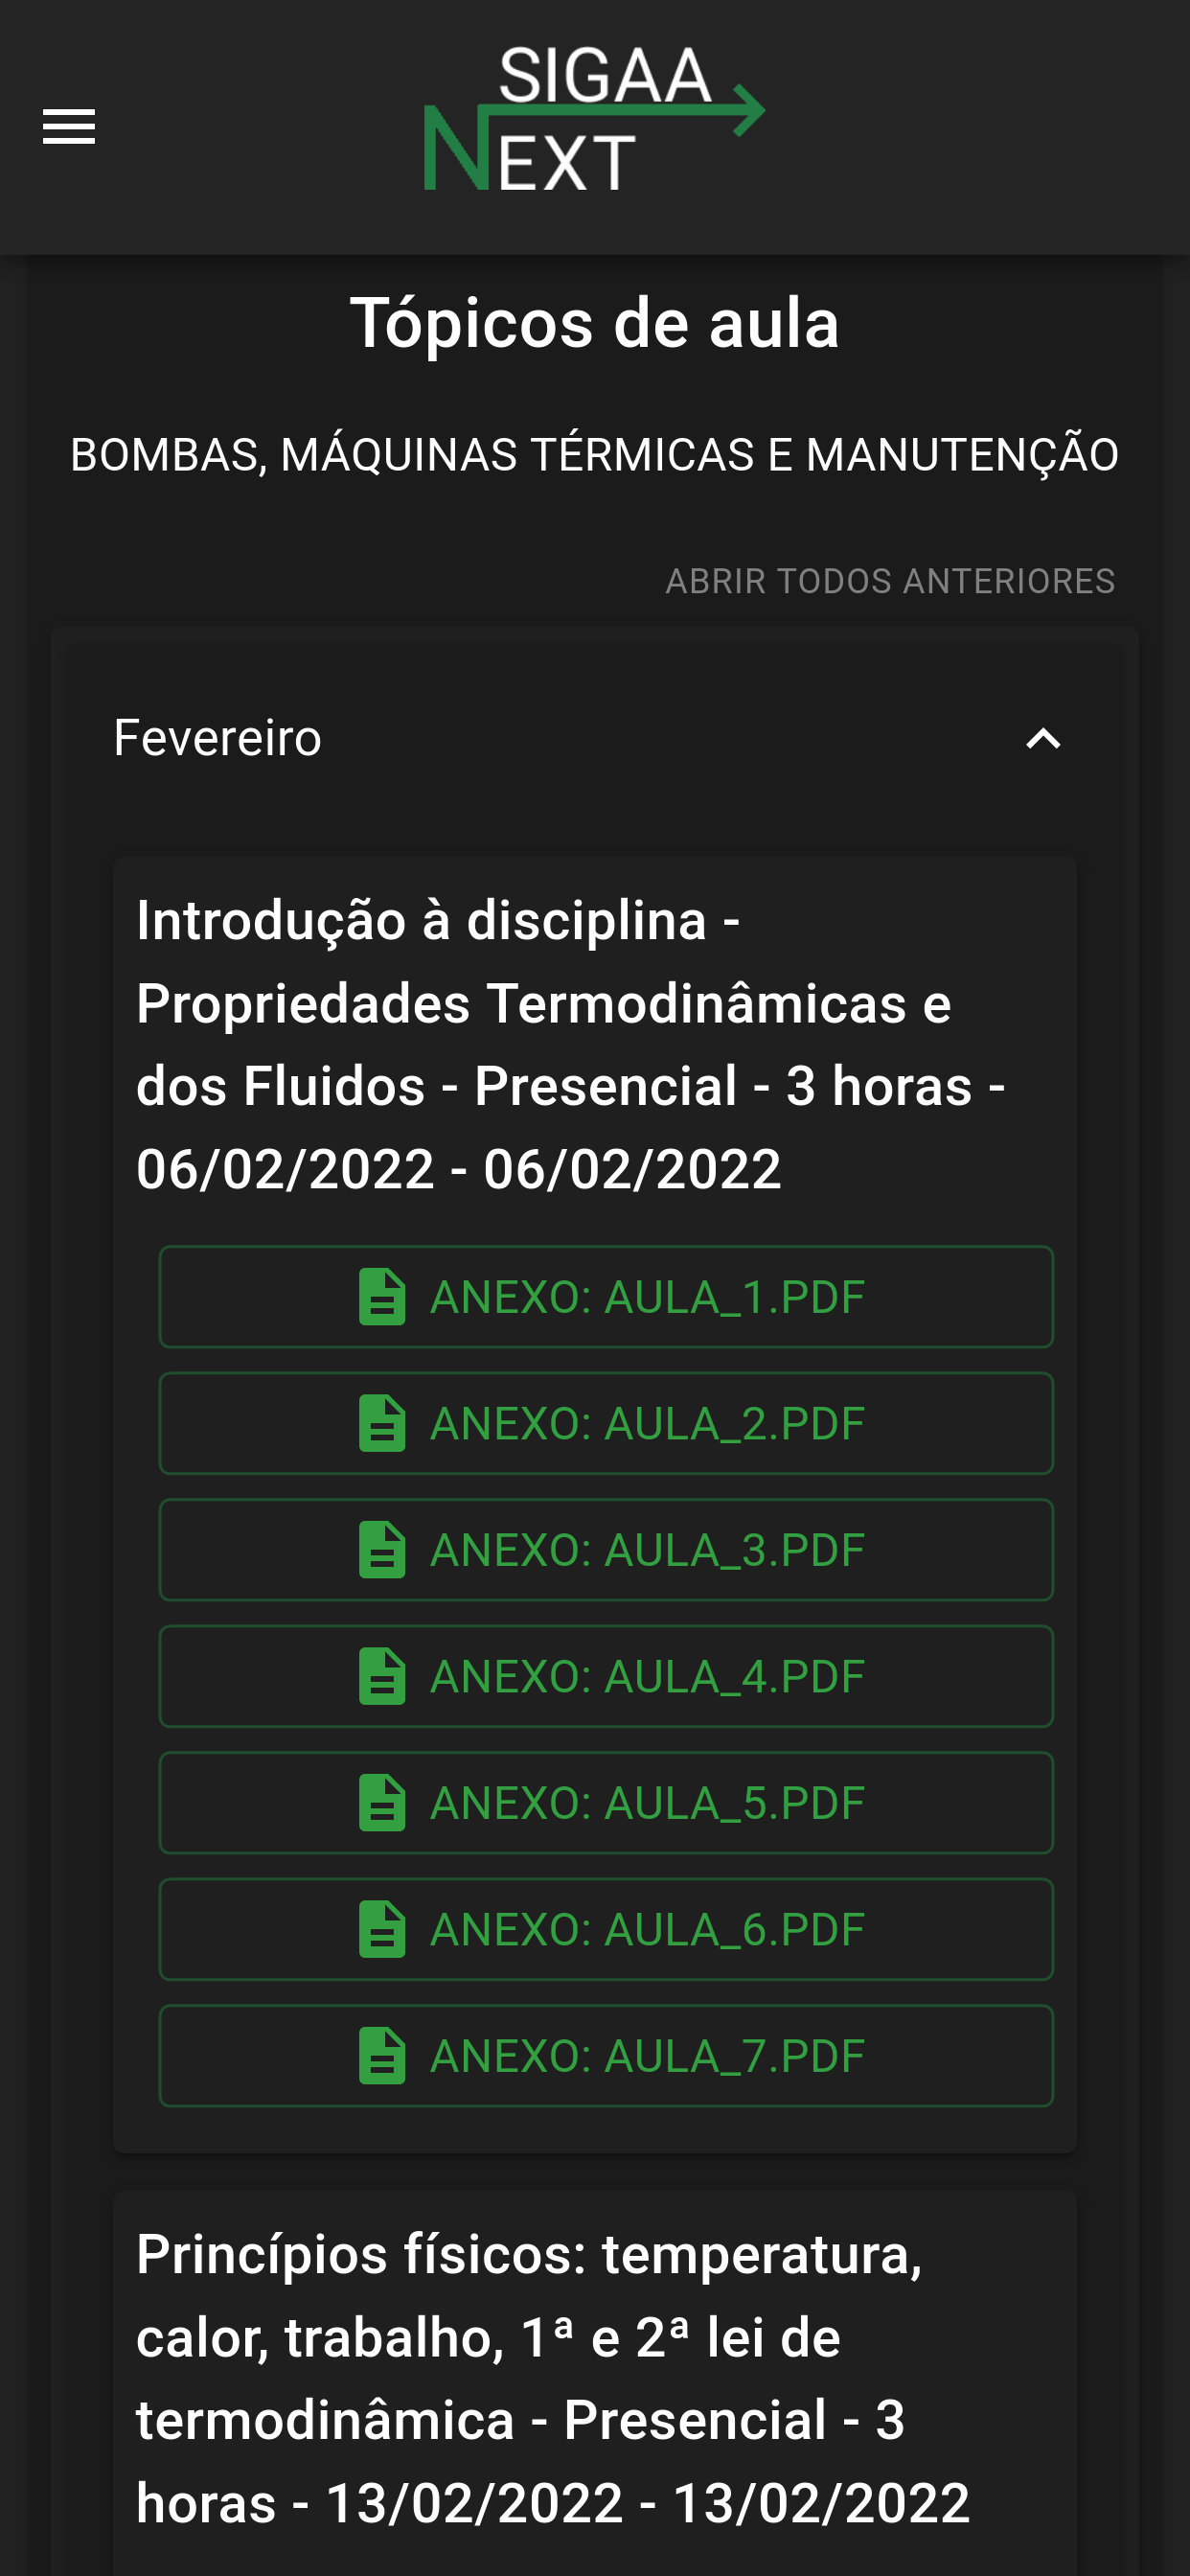 SIGAA
NEXT
Tópicos de aula
BOMBAS, MÁQUINAS TÉRMICAS E MANUTENÇÃO
ABRIR TODOS ANTERIORES
Fevereiro
Introdução à disciplina -
Propriedades Termodinâmicas e
dos Fluidos - Presencial - 3 horas -
06/02/2022 - 06/02/2022
ANEXO: AULA_1.PDF
ANEXO: AULA_2.PDF
ANEXO: AULA_3.PDF
ANEXO: AULA_4.PDF
ANEXO: AULA_5.PDF
ANEXO: AULA_6.PDF
ANEXO: AULA_7.PDF
Princípios físicos: temperatura,
calor, trabalho, 1ª e 2ª lei de
termodinâmica - Presencial - 3
horas - 13/02/2022 - 13/02/2022